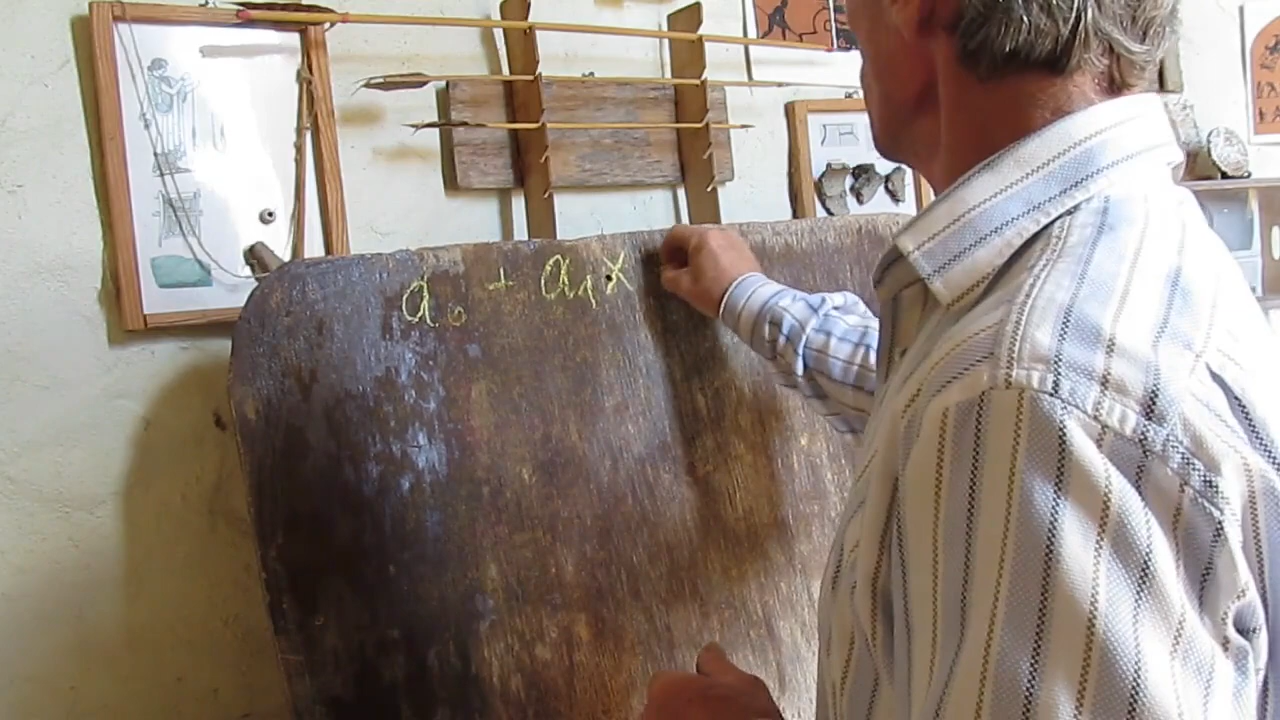 a₀ + a₁x